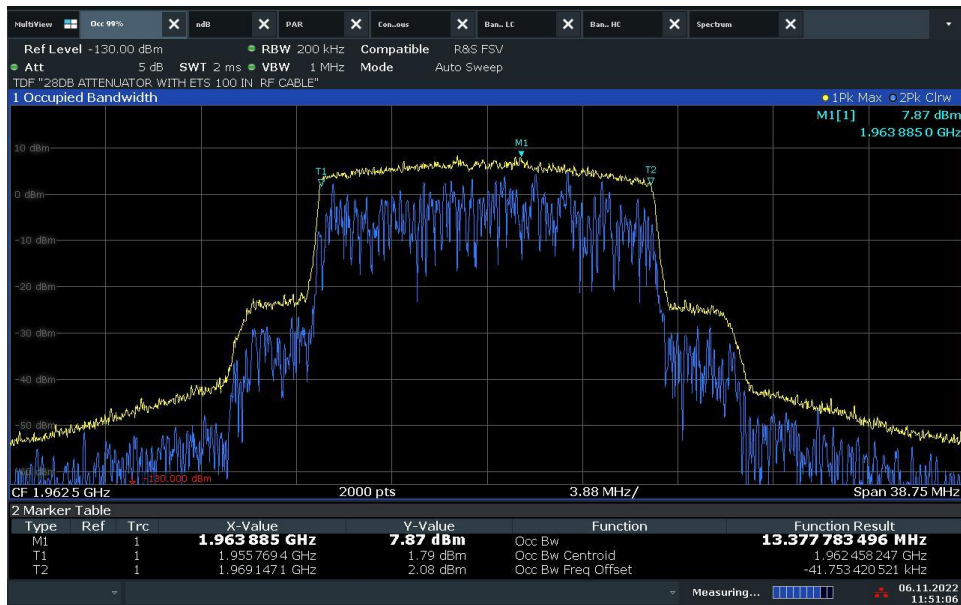 MultiView Occ 99% ndB PAR Con..ous Ban.. LC Ban.. HC Spectrum
Ref Level -130.00 dBm RBW 200 kHz Compatible R&S FSV
Att 5 dB SWT 2 ms VBW 1 MHz Mode Auto Sweep
TDF "28DB ATTENUATOR WITH ETS 100 IN RF CABLE"
1 Occupied Bandwidth 1Pk Max 2Pk Clrw
M1[1] 7.87 dBm
1.963 885 0 GHz
M1
10 dBm
T1 T2
0 dBm
-10 dBm
-20 dBm
-30 dBm
-40 dBm
-50 dBm
-130.000 dBm
CF 1.962 5 GHz 2000 pts 3.88 MHz/ Span 38.75 MHz
2 Marker Table
Type Ref Trc X-Value Y-Value Function Function Result
M1 1 1.963 885 GHz 7.87 dBm Occ Bw 13.377 783 496 MHz
T1 1 1.955 769 4 GHz 1.79 dBm Occ Bw Centroid 1.962 458 247 GHz
T2 1 1.969 147 1 GHz 2.08 dBm Occ Bw Freq Offset -41.753 420 521 kHz
Measuring... 06.11.2022
11:51:06